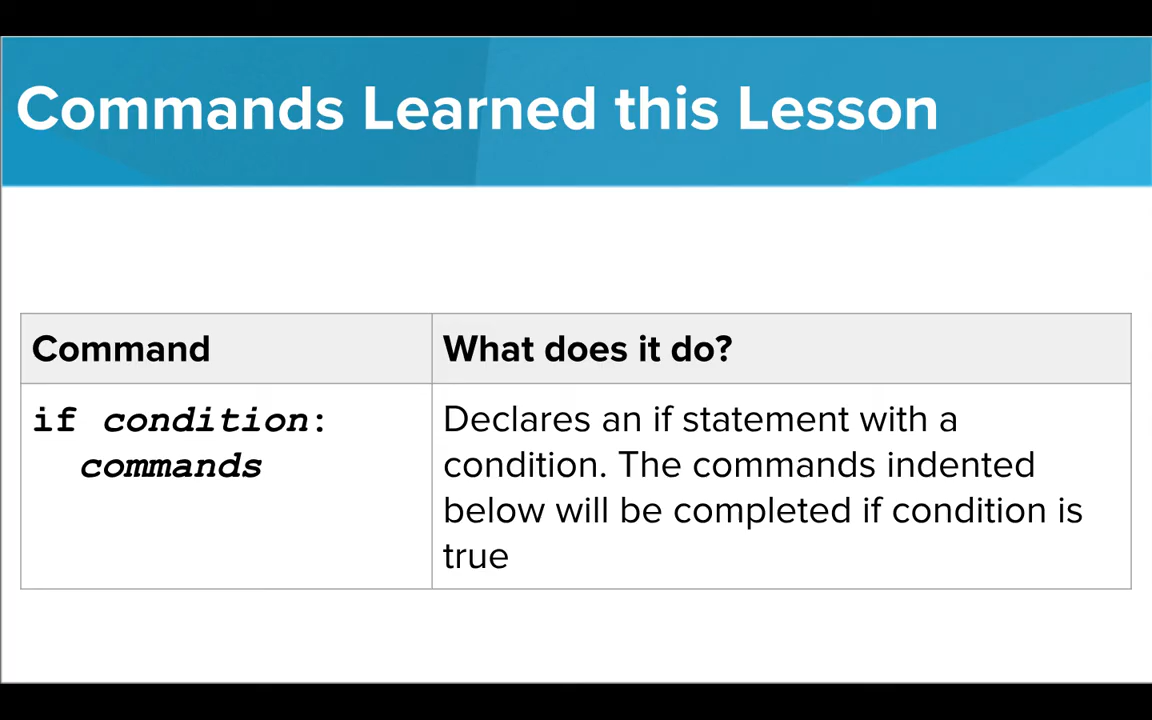 Commands Learned this Lesson
Command
What does it do?
if condition:
commands
Declares an if statement with a
condition. The commands indented
below will be completed if condition is
true